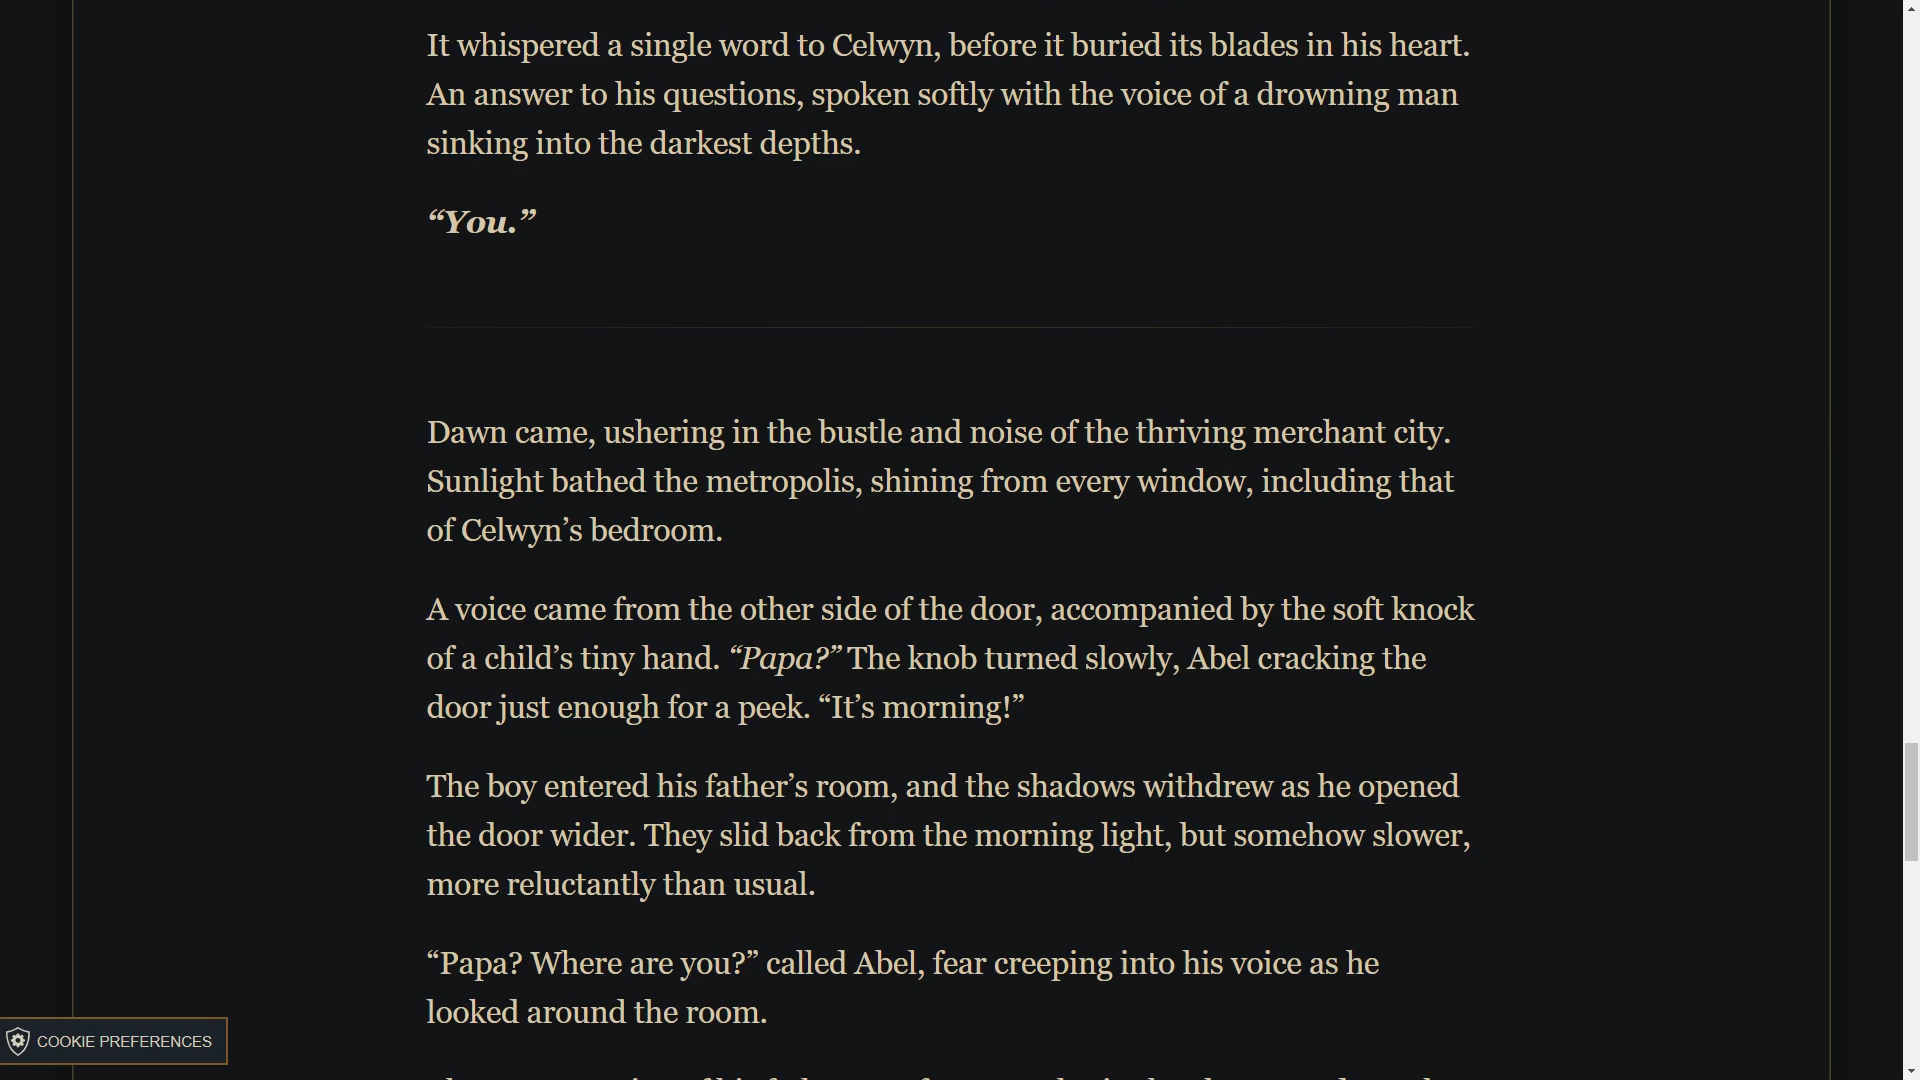 It whispered a single word to Celwyn, before it buried its blades in his heart.
An answer to his questions, spoken softly with the voice of a drowning man
sinking into the darkest depths.
“You.”
Dawn came, ushering in the bustle and noise of the thriving merchant city.
Sunlight bathed the metropolis, shining from every window, including that
of Celwyn’s bedroom.
A voice came from the other side of the door, accompanied by the soft knock
of a child’s tiny hand. “Papa?” The knob turned slowly, Abel cracking the
door just enough for a peek. “It’s morning!”
The boy entered his father’s room, and the shadows withdrew as he opened
the door wider. They slid back from the morning light, but somehow slower,
more reluctantly than usual.
“Papa? Where are you?” called Abel, fear creeping into his voice as he
looked around the room.
COOKIE PREFERENCES